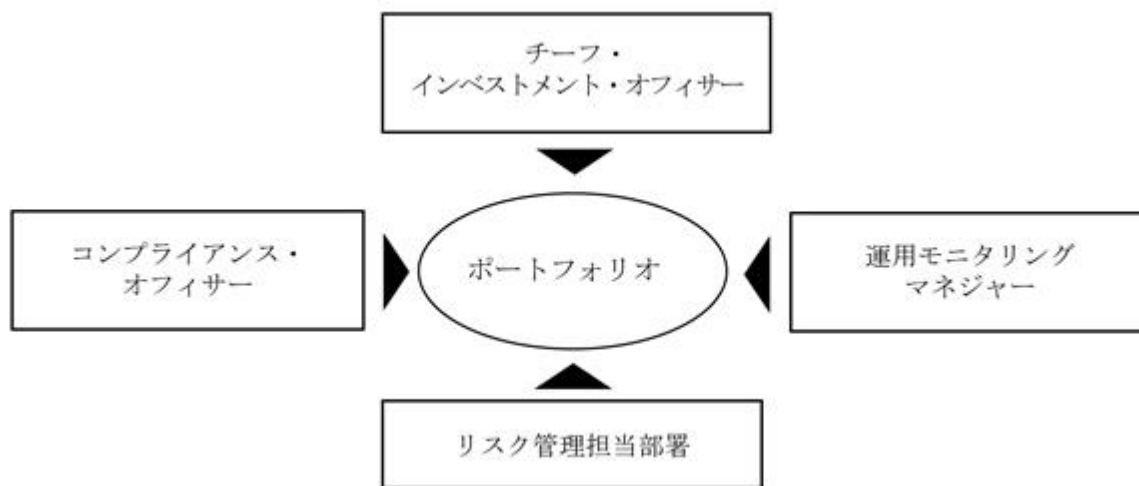 チーフ・
インベストメント・オフィサー
コンプライアンス・
オフィサー
ポートフォリオ
運用モニタリング
マネジャー
リスク管理担当部署